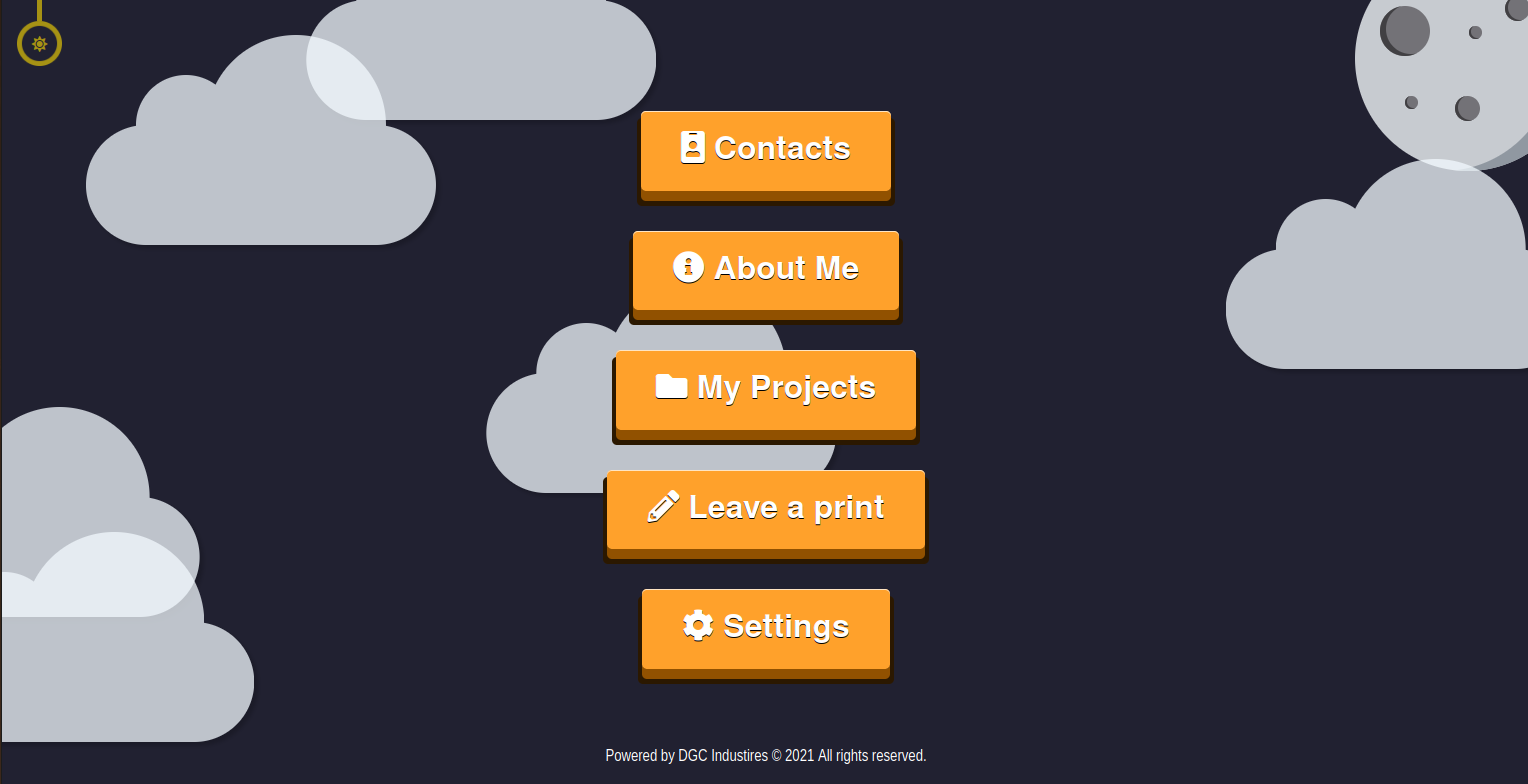 Contacts
About Me
My Projects
Leave a print
Settings
Powered by DGC Industires © 2021 All rights reserved.